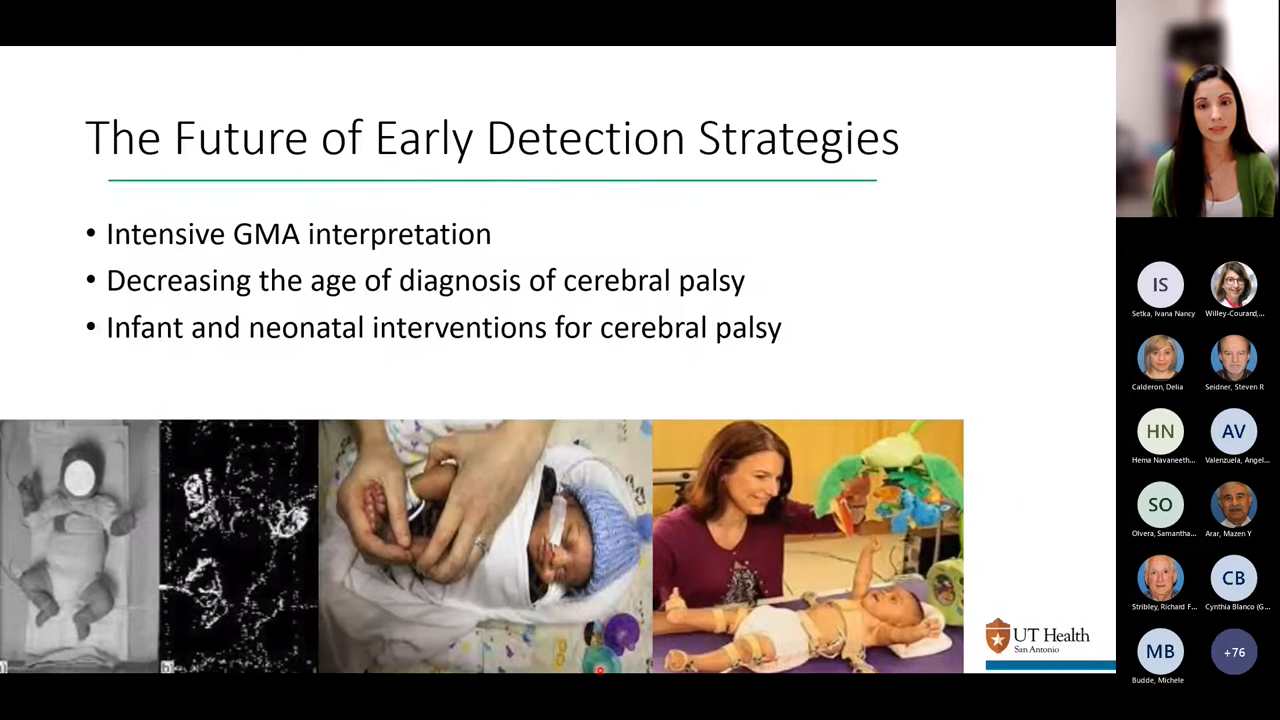 The Future of Early Detection Strategies
• Intensive GMA interpretation
• Decreasing the age of diagnosis of cerebral palsy
• Infant and neonatal interventions for cerebral palsy
UT Health
San Antonio
IS
Setka, Ivana Nancy
Willey-Courand,...
Calderon, Delia
Seidner, Steven R
HN
AV
Hema Navaneeth...
Valenzuela, Angel...
SO
Olvera, Samantha...
Arar, Mazen Y
CB
Stribley, Richard F...
Cynthia Blanco (G...
MB
+76
Budde, Michele